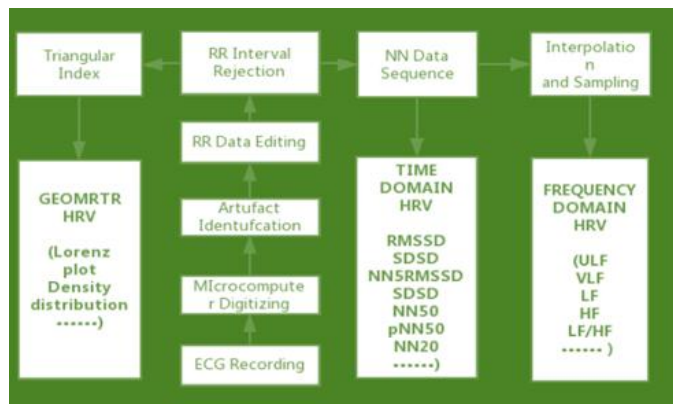 Triangular
Index
RR Interval
Rejection
NN Data
Sequence
Interpolatio
n
and Sampling
RR Data Editing
GEOMRTR
HRV
(Lorenz
plot
Density
distribution
------)
Artufact
Identufcation
MIcrocompute
r Digitizing
ECG Recording
TIME
DOMAIN
HRV
RMSSD
SDSD
NN5RMSSD
SDSD
NN50
pNN50
NN20
------)
FREQUENCY
DOMAIN
HRV
(ULF
VLF
LF
HF
LF/HF
------ )